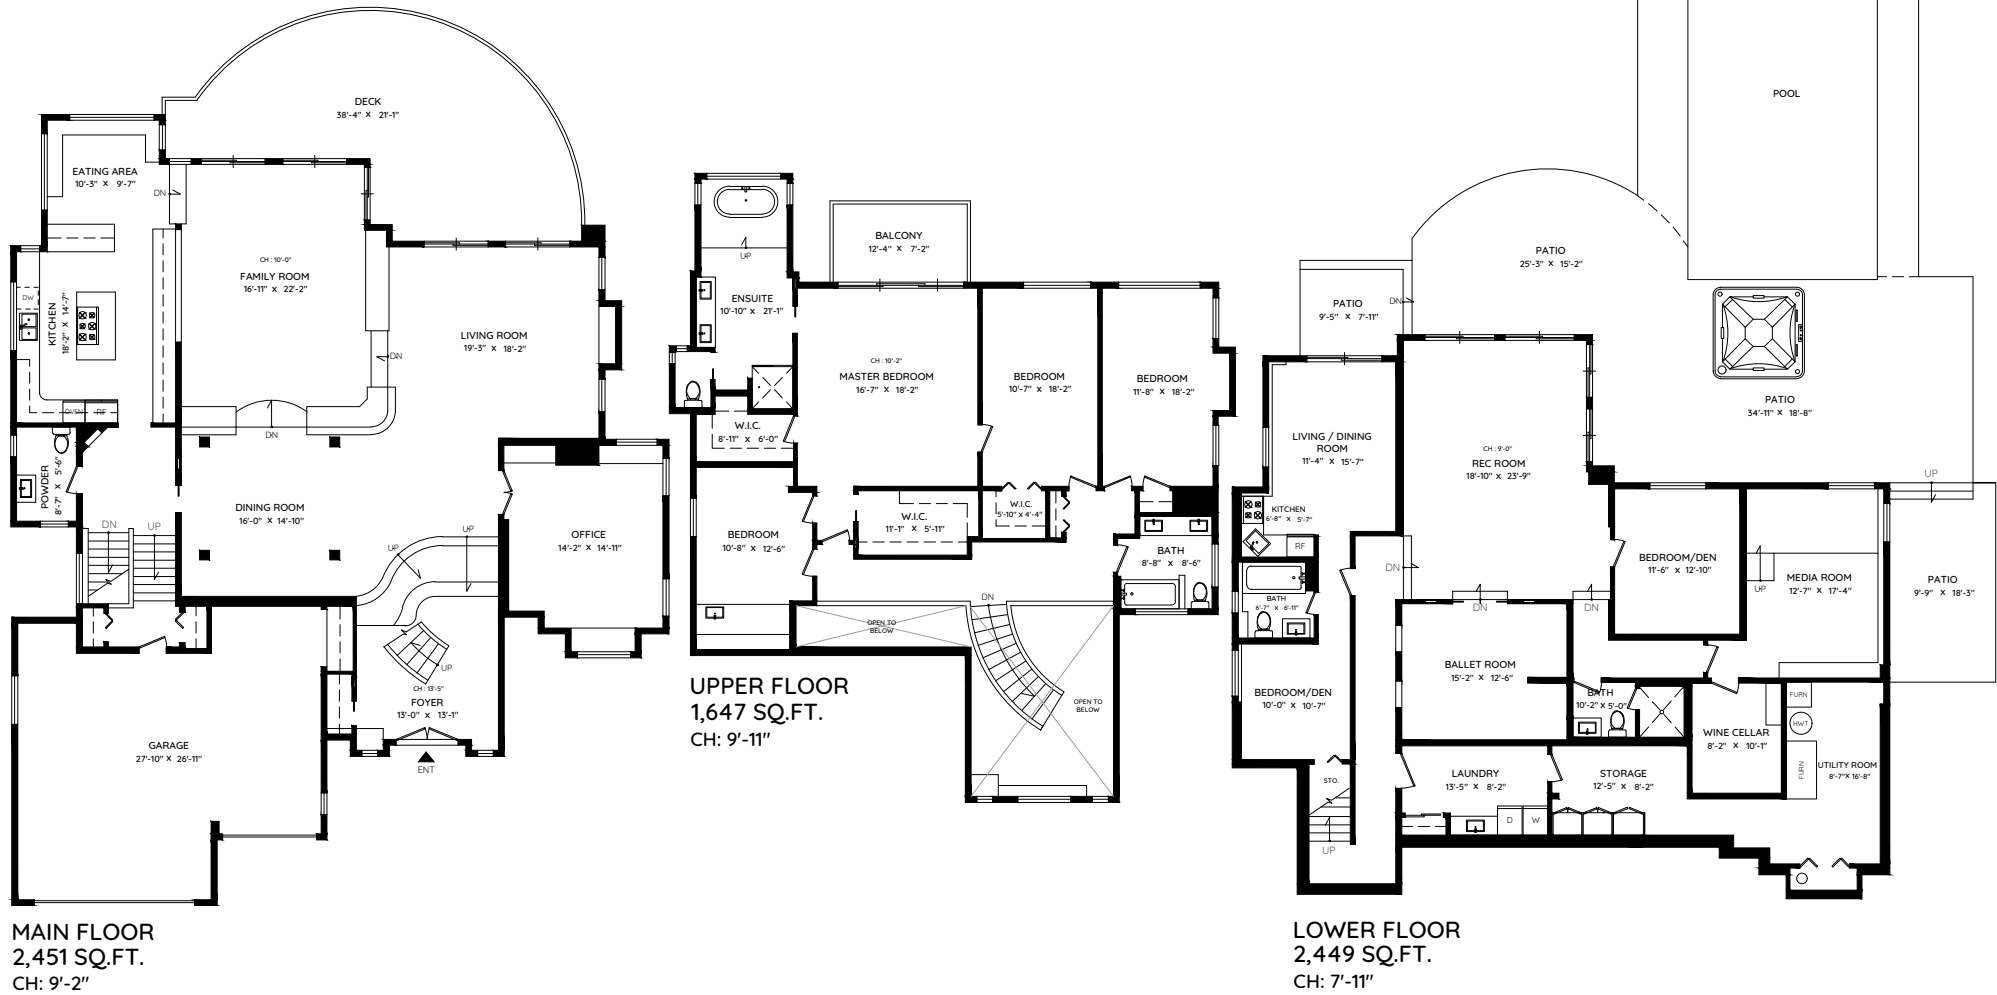 DECK
38'-4" x 21'-1"
EATING AREA
10'-3" x 9'-7"
DN
CH : 10'-0"
FAMILY ROOM
16'-11" x 22'-2"
DW
KITCHEN
18'-2" x 14'-7"
LIVING ROOM
19'-3" x 18'-2"
DN
OVEN
RF
DN
POWDER
8'-7" x 5'-6"
DINING ROOM
16'-0" x 14'-10"
DN
UP
UP
UP
OFFICE
14'-2" x 14'-11"
UP
CH : 13'-5"
FOYER
13'-0" x 13'-1"
ENT
GARAGE
27'-10" x 26'-11"
MAIN FLOOR
2,451 SQ.FT.
CH: 9'-2"
UP
BALCONY
12'-4" x 7'-2"
ENSUITE
10'-10" x 21'-1"
CH : 10'-2"
MASTER BEDROOM
16'-7" x 18'-2"
BEDROOM
10'-7" x 18'-2"
BEDROOM
11'-8" x 18'-2"
W.I.C.
8'-11" x 6'-0"
W.I.C.
11'-1" x 5'-11"
W.I.C.
5'-10" x 4'-4"
BEDROOM
10'-8" x 12'-6"
BATH
8'-8" x 8'-6"
DN
OPEN TO
BELOW
OPEN TO
BELOW
UPPER FLOOR
1,647 SQ.FT.
CH: 9'-11"
POOL
PATIO
25'-3" x 15'-2"
PATIO
9'-5" x 7'-11"
DN
PATIO
34'-11" x 18'-8"
LIVING / DINING
ROOM
11'-4" x 15'-7"
CH : 9'-0"
REC ROOM
18'-10" x 23'-9"
UP
KITCHEN
6'-8" x 5'-7"
RF
DN
BEDROOM/DEN
11'-6" x 12'-10"
MEDIA ROOM
12'-7" x 17'-4"
UP
PATIO
9'-9" x 18'-3"
BATH
6'-7" x 6'-11"
DN
DN
BALLET ROOM
15'-2" x 12'-6"
BEDROOM/DEN
10'-0" x 10'-7"
BATH
10'-2" x 5'-0"
FURN
HWT
WINE CELLAR
8'-2" x 10'-1"
FURN
UTILITY ROOM
8'-7" x 16'-8"
STO.
LAUNDRY
13'-5" x 8'-2"
STORAGE
12'-5" x 8'-2"
D
W
UP
LOWER FLOOR
2,449 SQ.FT.
CH: 7'-11"